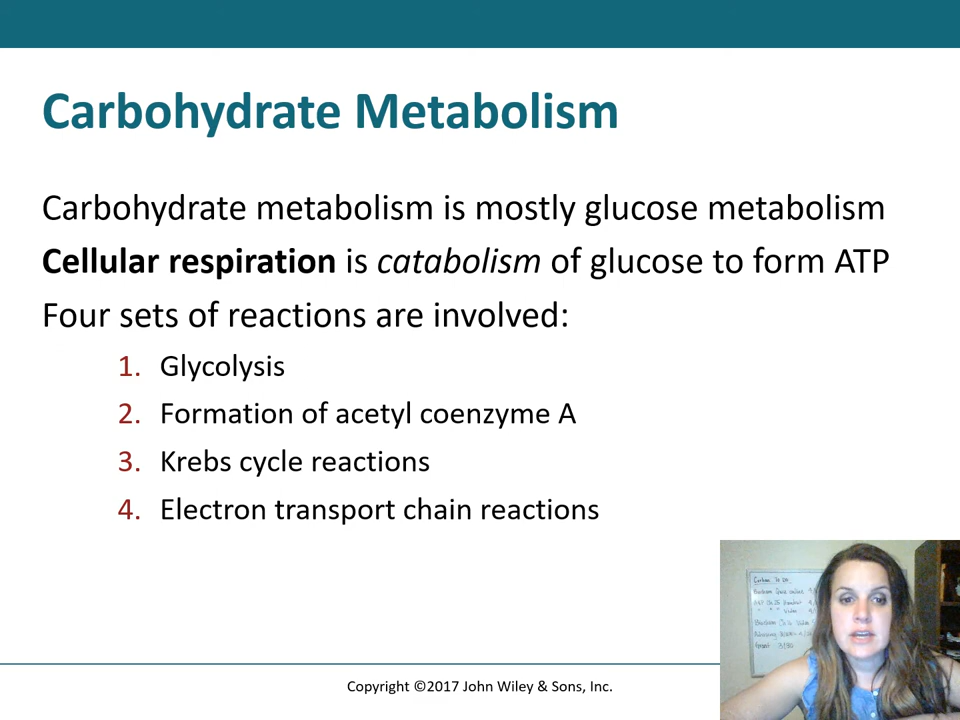 Carbohydrate Metabolism
Carbohydrate metabolism is mostly glucose metabolism
Cellular respiration is catabolism of glucose to form ATP
Four sets of reactions are involved:
1. Glycolysis
2. Formation of acetyl coenzyme A
3. Krebs cycle reactions
4. Electron transport chain reactions
Copyright ©2017 John Wiley & Sons, Inc.